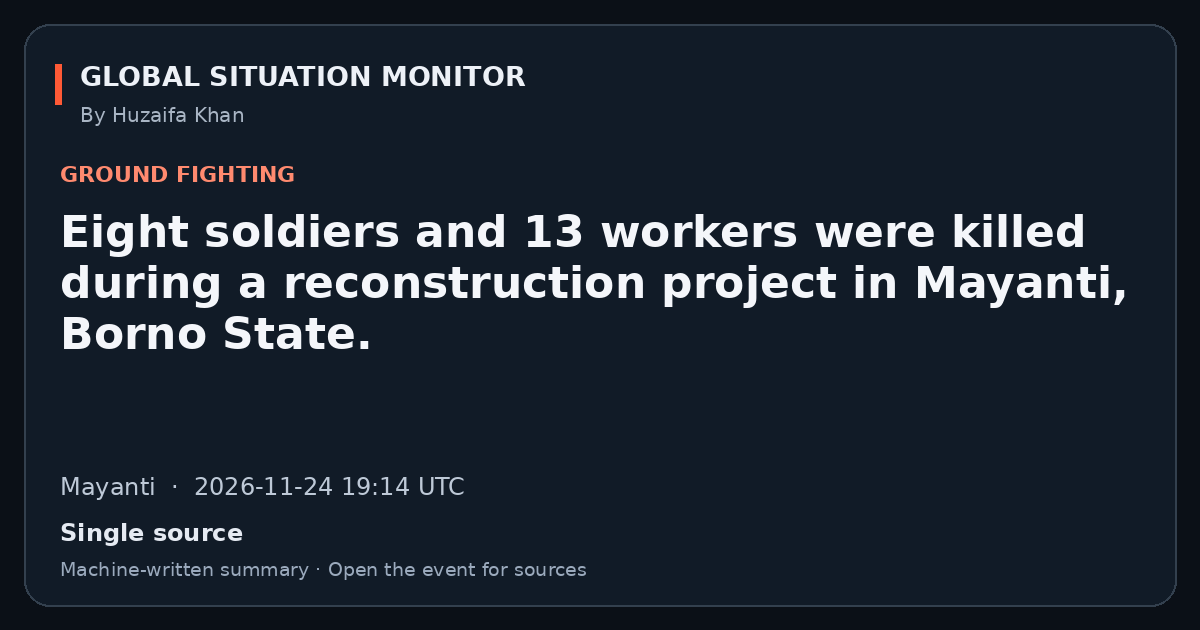 GLOBAL SITUATION MONITOR
By Huzaifa Khan
GROUND FIGHTING
Eight soldiers and 13 workers were killed
during a reconstruction project in Mayanti,
Borno State.
Mayanti · 2026-11-24 19:14 UTC
Single source
Machine-written summary · Open the event for sources